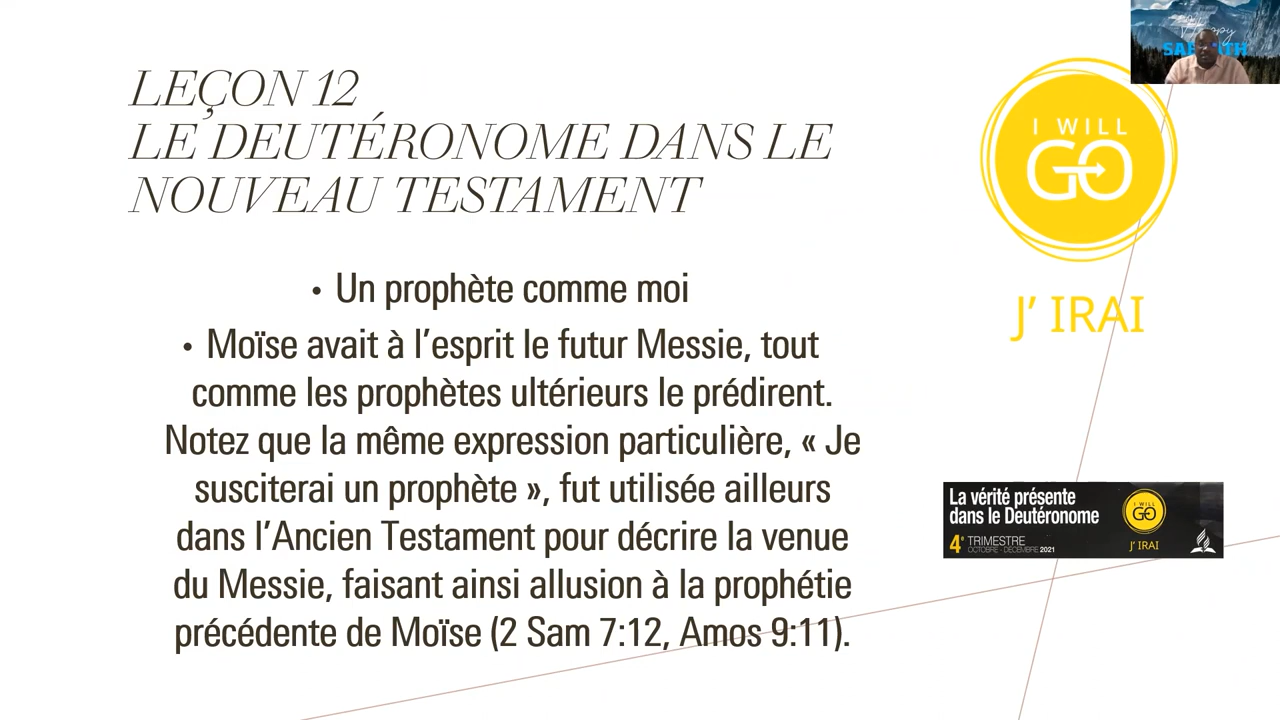 LEÇON 12
LE DEUTÉRONOME DANS LE
NOUVEAU TESTAMENT
• Un prophète comme moi
• Moïse avait à l’esprit le futur Messie, tout
comme les prophètes ultérieurs le prédirent.
Notez que la même expression particulière, « Je
susciterai un prophète », fut utilisée ailleurs
dans l’Ancien Testament pour décrire la venue
du Messie, faisant ainsi allusion à la prophétie
précédente de Moïse (2 Sam 7:12, Amos 9:11).
Happy
I WILL
GO
J’ IRAI
La vérité présente
dans le Deutéronome
4e TRIMESTRE
OCTOBRE - DÉCEMBRE 2021
I WILL
GO
J’ IRAI